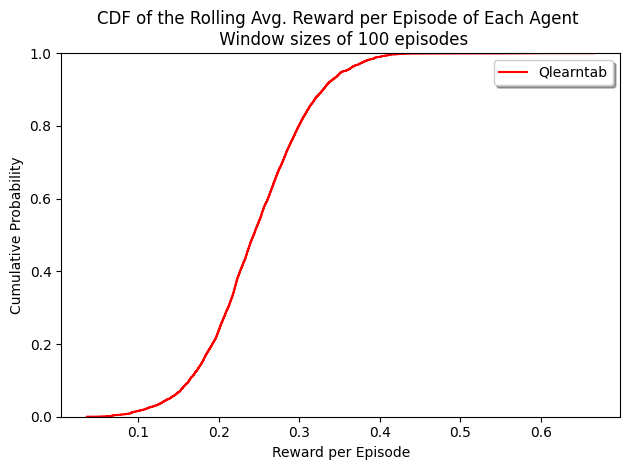 CDF of the Rolling Avg. Reward per Episode of Each Agent
Window sizes of 100 episodes
Qlearntab
Cumulative Probability
1.0
0.8
0.6
0.4
0.2
0.0
0.1 0.2 0.3 0.4 0.5 0.6
Reward per Episode